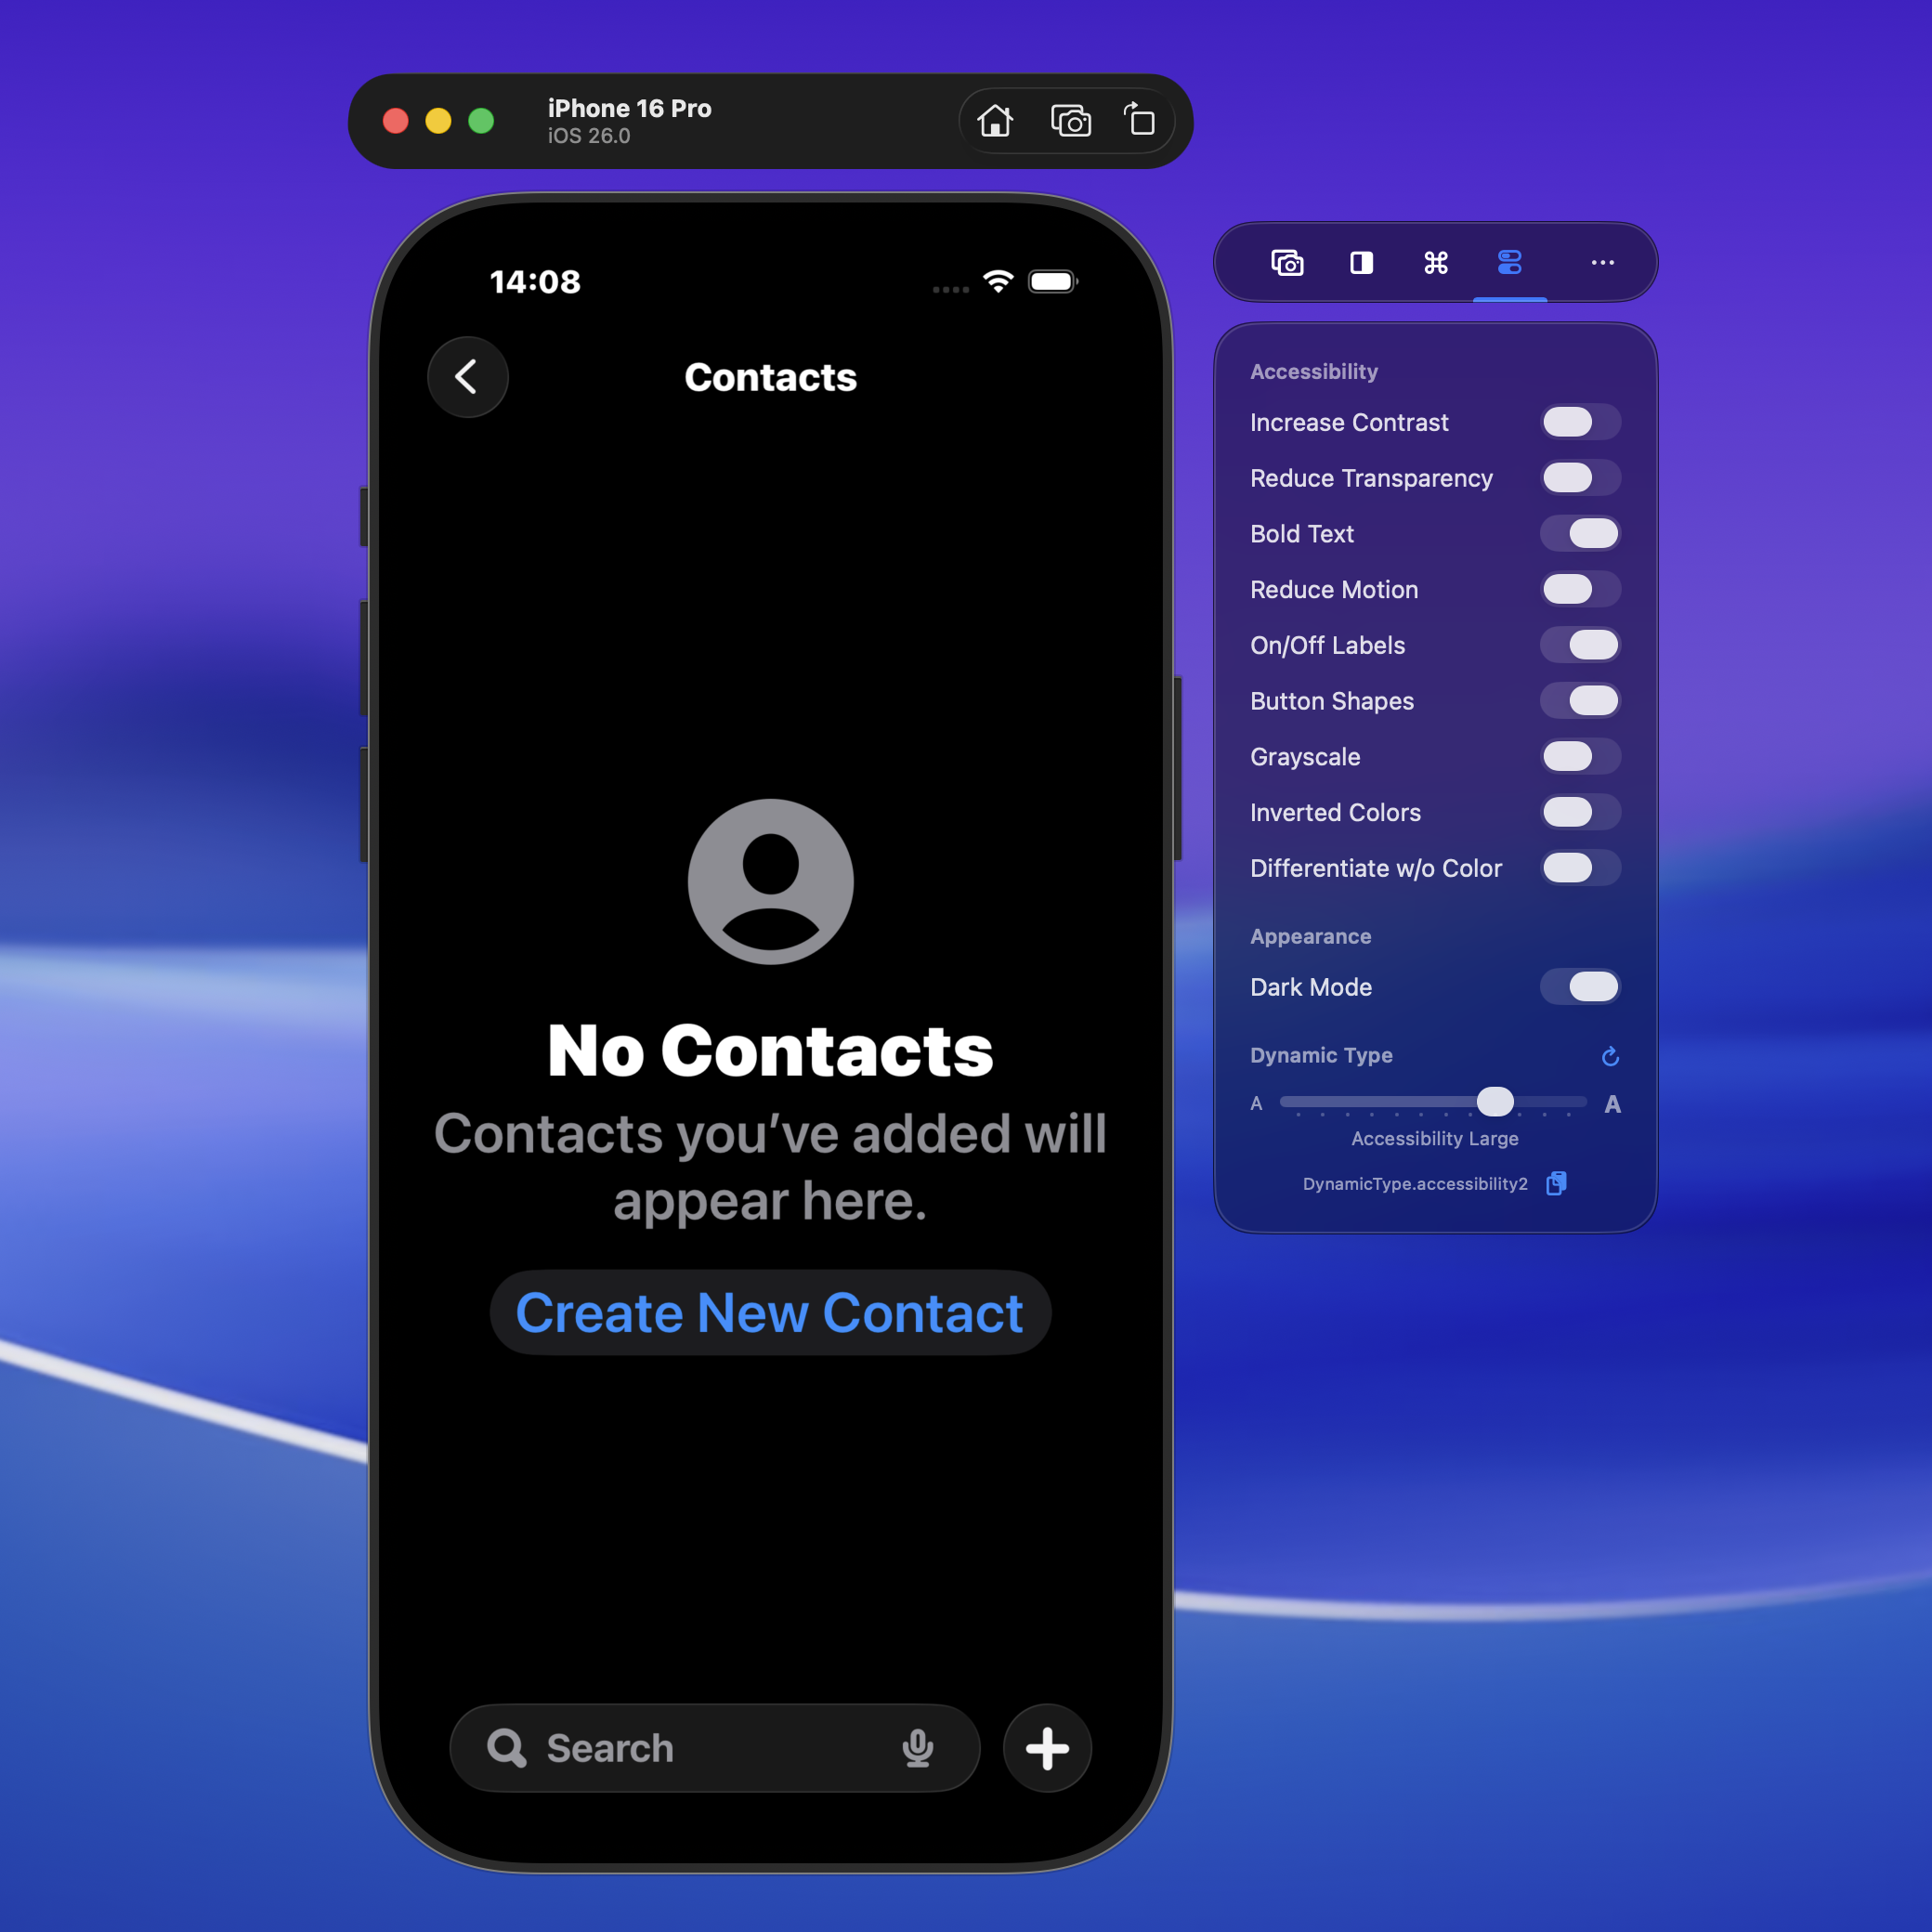 iPhone 16 Pro
iOS 26.0
14:08
Contacts
No Contacts
Contacts you’ve added will
appear here.
Create New Contact
Search
Accessibility
Increase Contrast
Reduce Transparency
Bold Text
Reduce Motion
On/Off Labels
Button Shapes
Grayscale
Inverted Colors
Differentiate w/o Color
Appearance
Dark Mode
Dynamic Type
A A
Accessibility Large
DynamicType.accessibility2